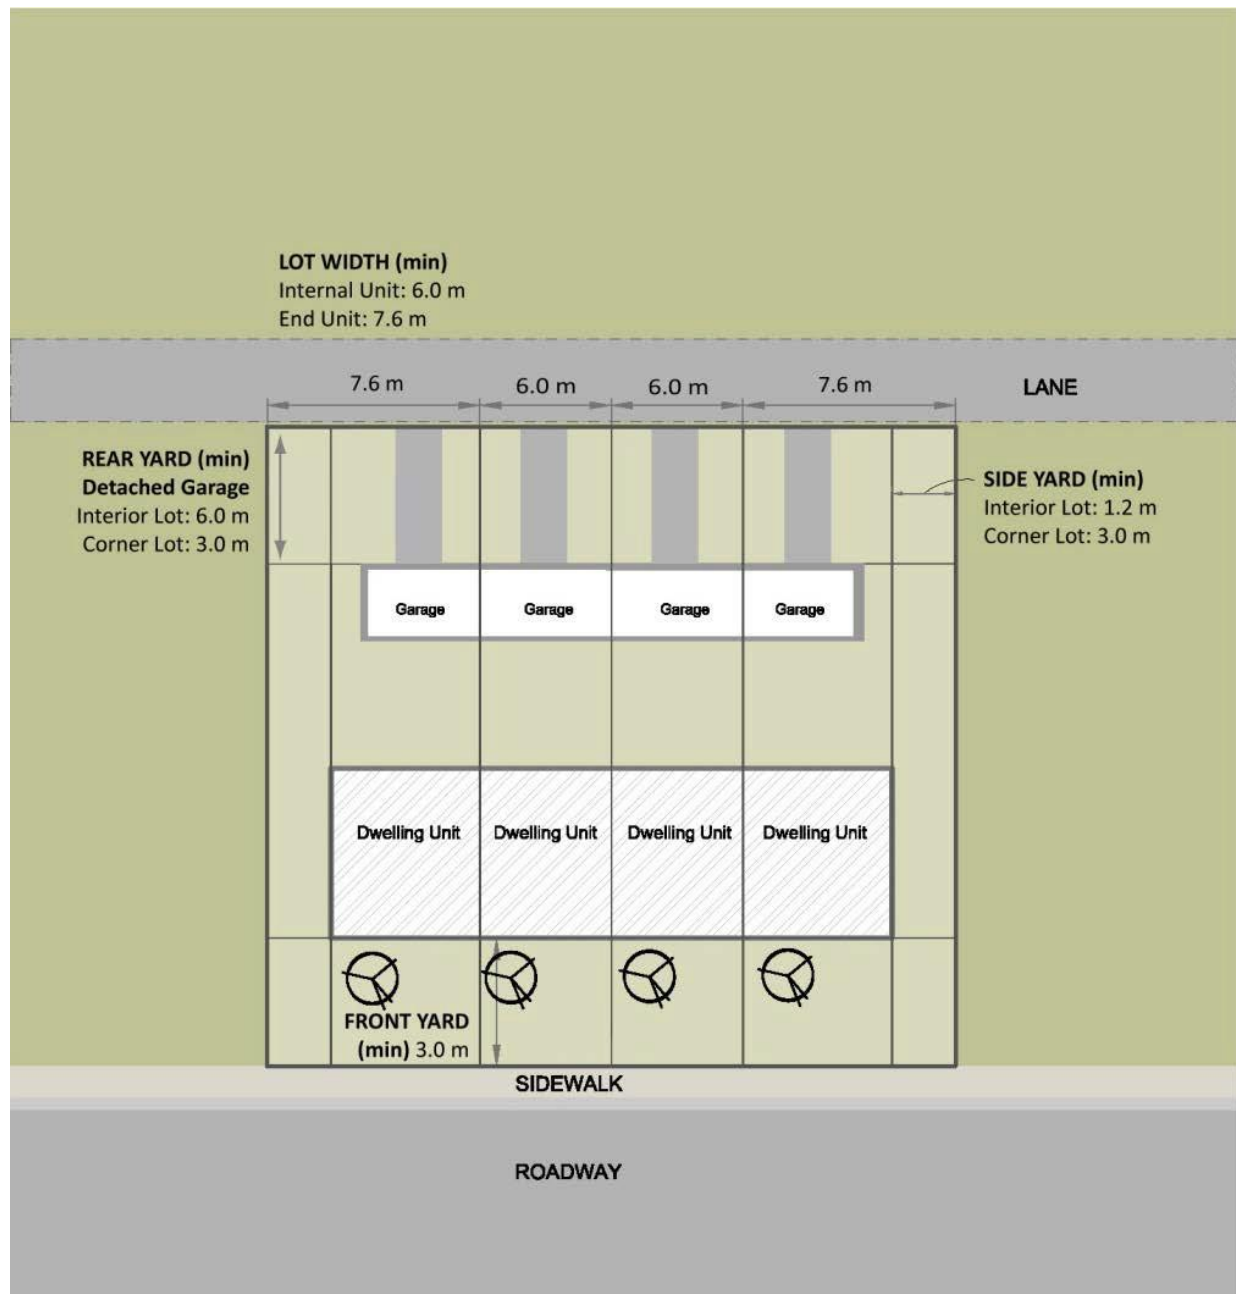 LOT WIDTH (min)
Internal Unit: 6.0 m
End Unit: 7.6 m
7.6 m
6.0 m
6.0 m
7.6 m
LANE
REAR YARD (min)
Detached Garage
Interior Lot: 6.0 m
Corner Lot: 3.0 m
SIDE YARD (min)
Interior Lot: 1.2 m
Corner Lot: 3.0 m
Garage
Garage
Garage
Garage
Dwelling Unit
Dwelling Unit
Dwelling Unit
Dwelling Unit
FRONT YARD
(min) 3.0 m
SIDEWALK
ROADWAY